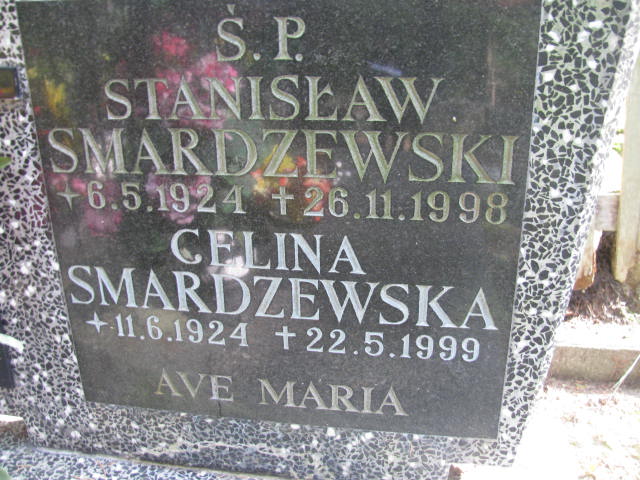 Ś.P.
STANISŁAW
SMARDZEWSKI
✦ 6.5.1924 ✝ 26.11.1998
CELINA
SMARDZEWSKA
✦ 11.6.1924 ✝ 22.5.1999
AVE MARIA